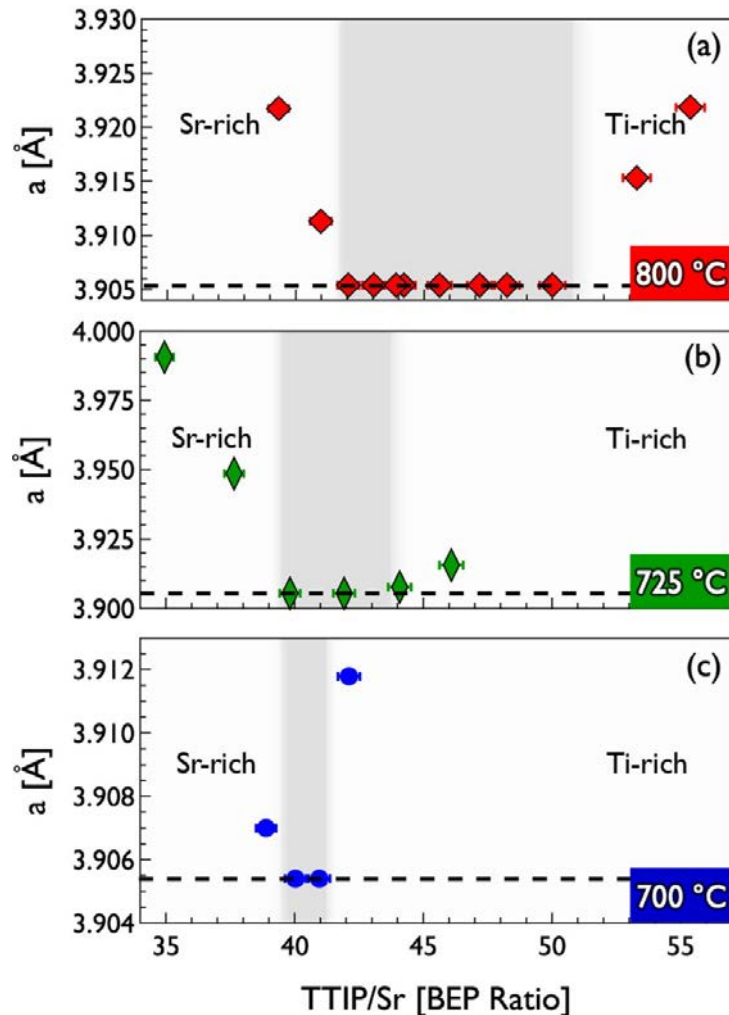 3.930
(a)
3.925
3.920
Sr-rich
Ti-rich
3.915
3.910
3.905
800 °C
a [Å]
4.000
(b)
3.975
Sr-rich
Ti-rich
3.950
3.925
3.900
725 °C
a [Å]
3.912
(c)
3.910
Sr-rich
Ti-rich
3.908
3.906
3.904
700 °C
a [Å]
35 40 45 50 55
TTIP/Sr [BEP Ratio]